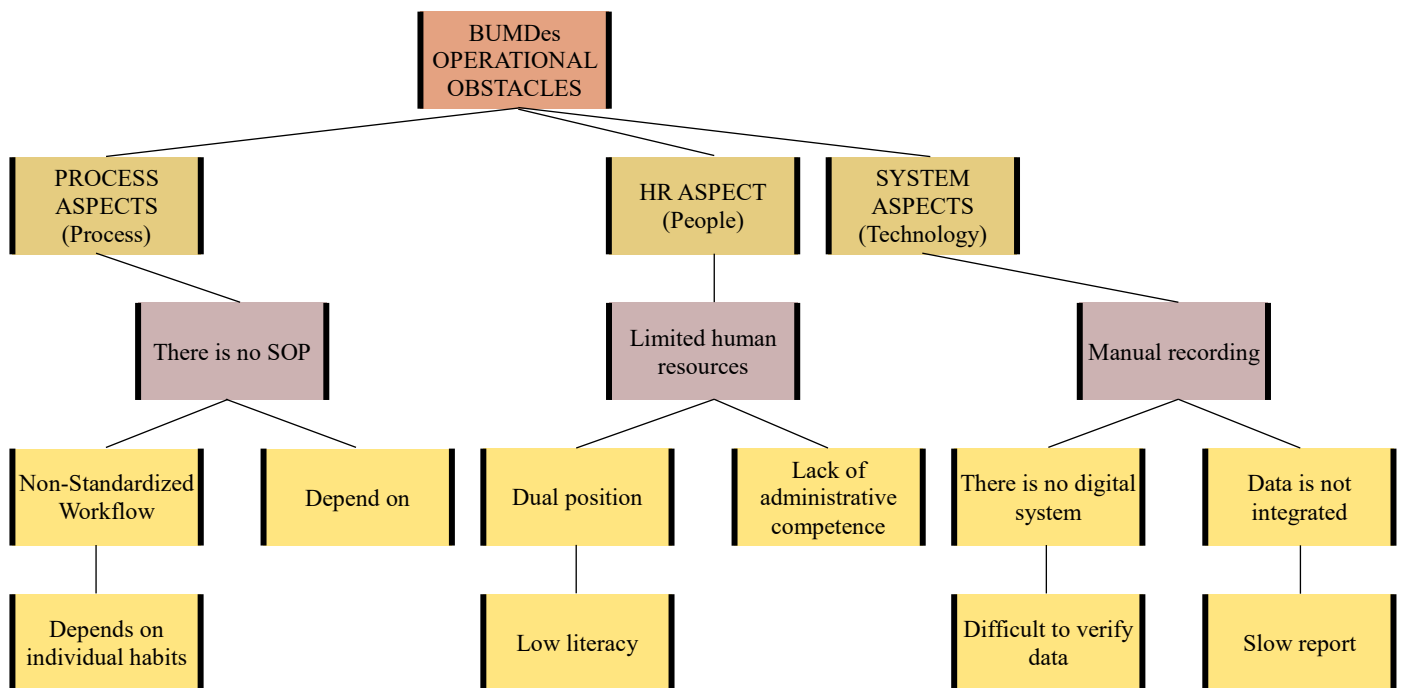 BUMDes
OPERATIONAL
OBSTACLES
PROCESS
ASPECTS
(Process)
HR ASPECT
(People)
SYSTEM
ASPECTS
(Technology)
There is no SOP
Limited human
resources
Manual recording
Non-Standardized
Workflow
Depend on
Dual position
Lack of
administrative
competence
There is no digital
system
Data is not
integrated
Depends on
individual habits
Low literacy
Difficult to verify
data
Slow report